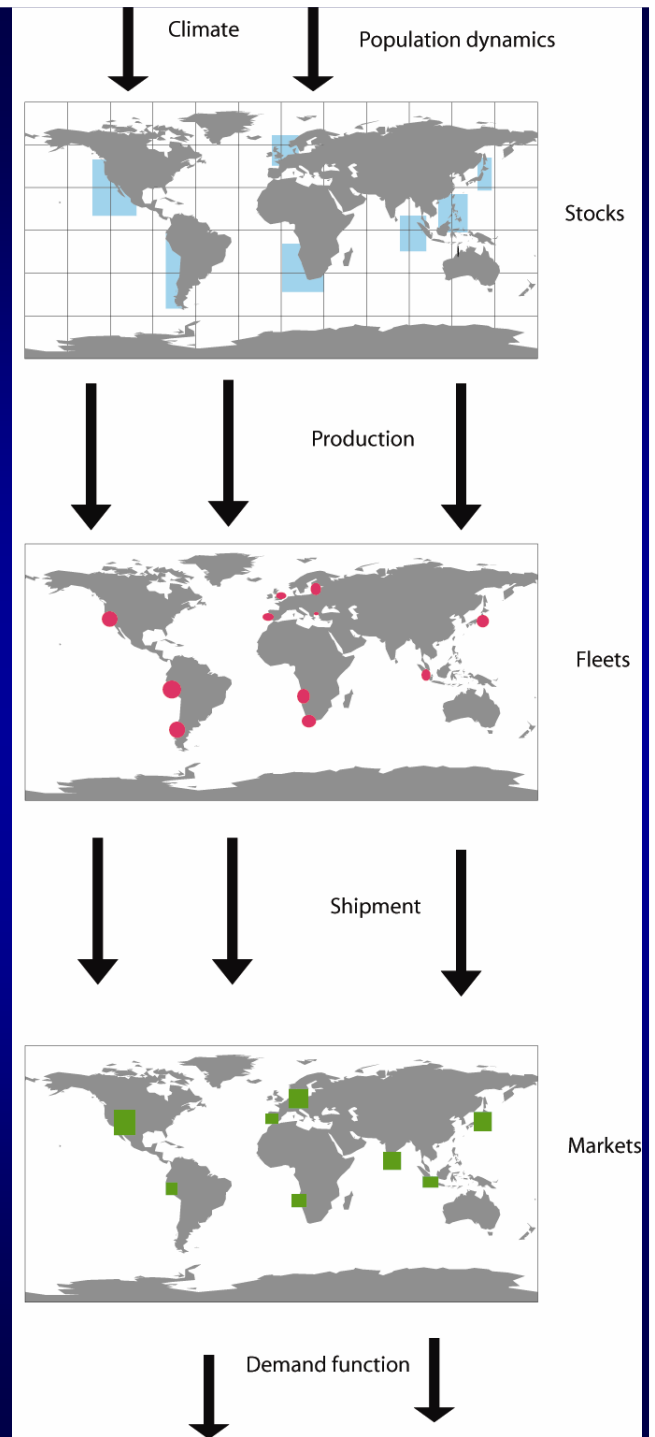 Climate
Population dynamics
Stocks
Production
Fleets
Shipment
Markets
Demand function